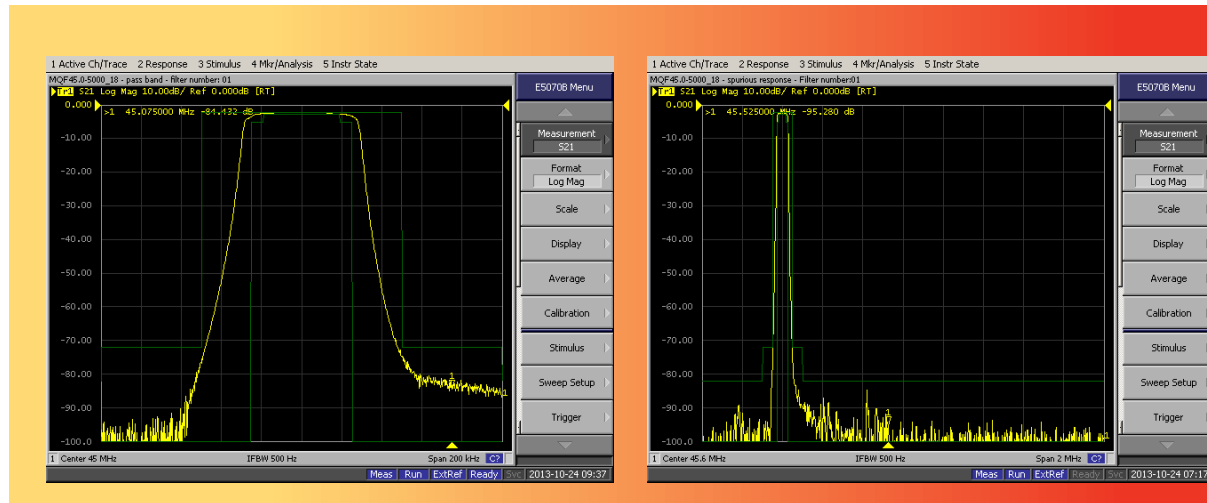 1 Active Ch/Trace 2 Response 3 Stimulus 4 Mkr/Analysis 5 Instr State
MQF45.0-5000_18 - pass band - filter number: 01
Tr1 S21 Log Mag 10.00dB/ Ref 0.000dB [RT]
0.000
>1 45.075000 MHz -84.432 dB
-10.00
-20.00
-30.00
-40.00
-50.00
-60.00
-70.00
-80.00
-90.00
-100.0
1
1
1 Center 45 MHz IFBW 500 Hz Span 200 kHz C?
Meas Run ExtRef Ready Svc 2013-10-24 09:37
E5070B Menu
Measurement
S21
Format
Log Mag
Scale
Display
Average
Calibration
Stimulus
Sweep Setup
Trigger
1 Active Ch/Trace 2 Response 3 Stimulus 4 Mkr/Analysis 5 Instr State
MQF45.0-5000_18 - spurious response - Filter number:01
Tr1 S21 Log Mag 10.00dB/ Ref 0.000dB [RT]
0.000
>1 45.525000 MHz -95.280 dB
-10.00
-20.00
-30.00
-40.00
-50.00
-60.00
-70.00
-80.00
-90.00
-100.0
1
1
1 Center 45.6 MHz IFBW 500 Hz Span 2 MHz C?
Meas Run ExtRef Ready Svc 2013-10-24 07:17
E5070B Menu
Measurement
S21
Format
Log Mag
Scale
Display
Average
Calibration
Stimulus
Sweep Setup
Trigger